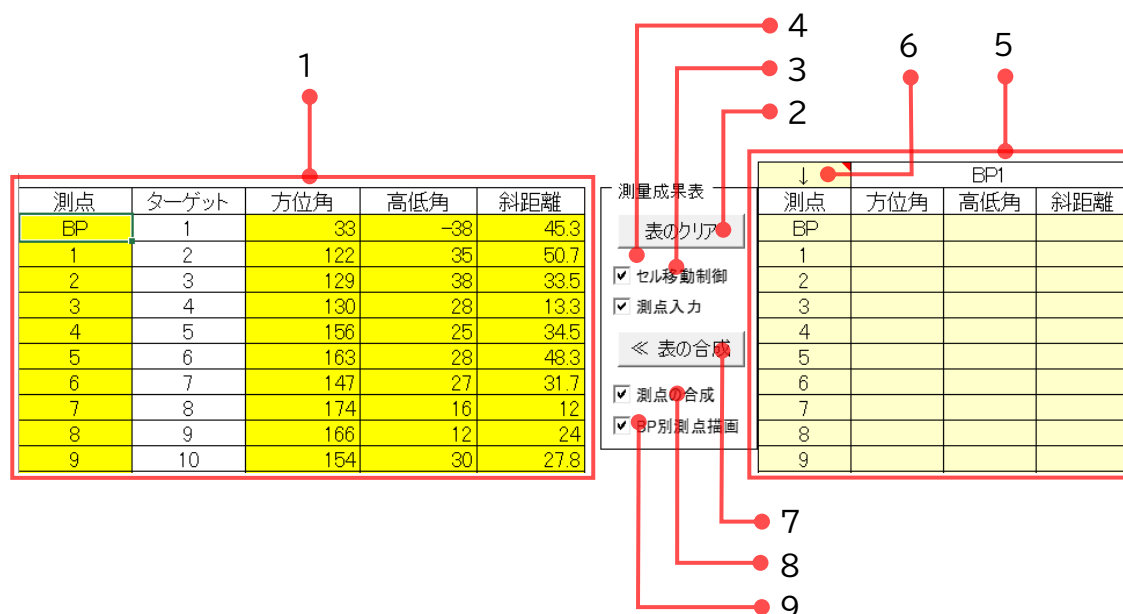 4
6
5
3
1
2
測点 ターゲット 方位角 高低角 斜距離
BP 1 33 -38 45.3
1 2 122 35 50.7
2 3 129 38 33.5
3 4 130 28 13.3
4 5 156 25 34.5
5 6 163 28 48.3
6 7 147 27 31.7
7 8 174 16 12
8 9 166 12 24
9 10 154 30 27.8
測量成果表
表のクリア
セル移動制御
測点入力
≪ 表の合成
測点の合成
BP別測点描画
↓ BP1
測点 方位角 高低角 斜距離
BP
1
2
3
4
5
6
7
8
9
7
8
9